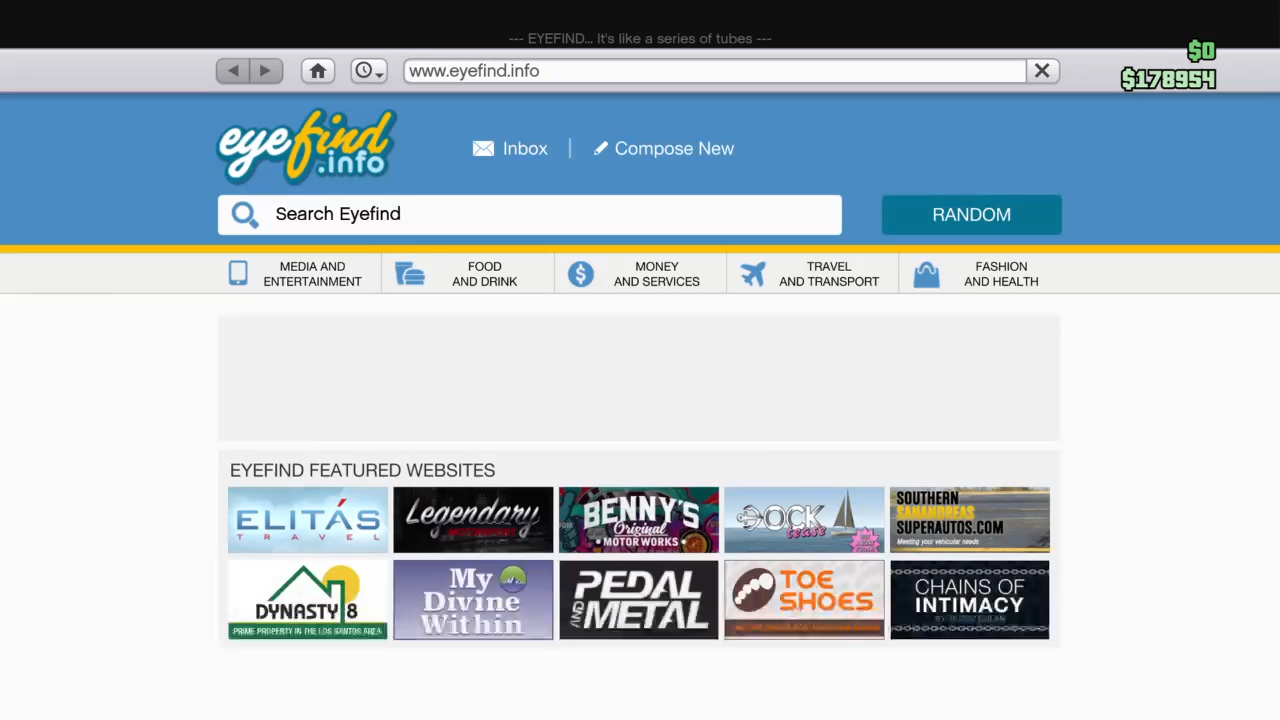 --- EYEFIND... It's like a series of tubes ---
$0
www.eyefind.info
$178954
eyefind
.info
Inbox
Compose New
Search Eyefind
RANDOM
MEDIA AND
ENTERTAINMENT
FOOD
AND DRINK
MONEY
AND SERVICES
TRAVEL
AND TRANSPORT
FASHION
AND HEALTH
EYEFIND FEATURED WEBSITES
ELITÁS
TRAVEL
Legendary
BENNY'S
Original
MOTORWORKS
DOCK
tease
SOUTHERN
SANANDREAS
SUPERAUTOS.COM
Meeting your vehicular needs
DYNASTY 8
PRIME PROPERTY IN THE LOS SANTOS AREA
My
Divine
Within
PEDAL
AND METAL
TOE
SHOES
CHAINS OF
INTIMACY